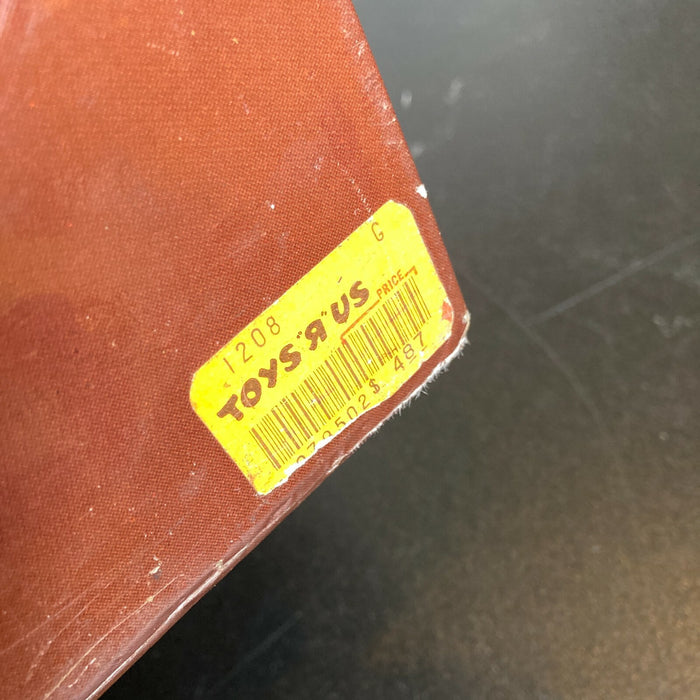 1208 G
TOYS "R" US
PRICE
$ 487